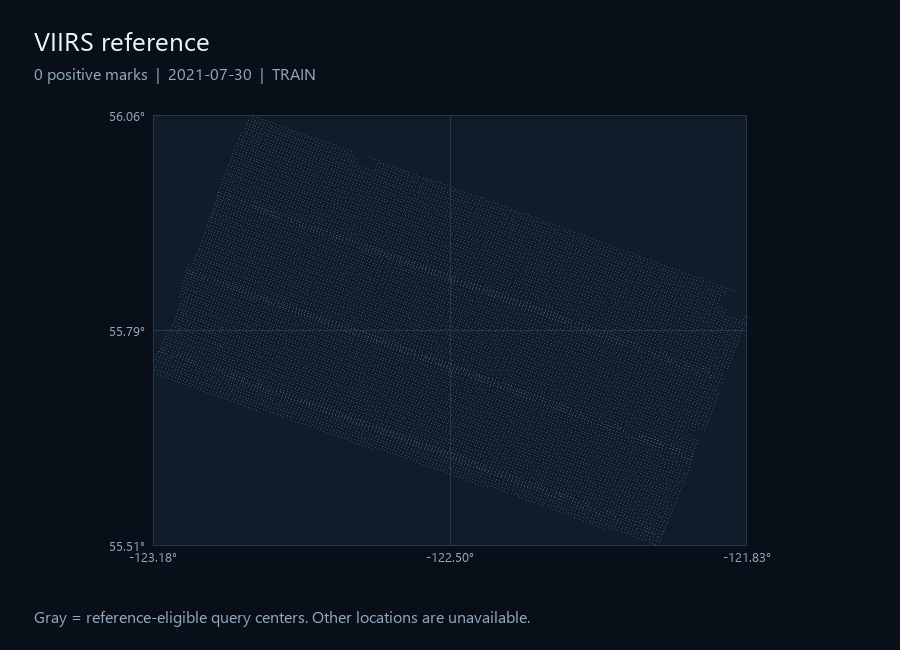 VIIRS reference
0 positive marks | 2021-07-30 | TRAIN
56.06°
55.79°
55.51°
-123.18°
-122.50°
-121.83°
Gray = reference-eligible query centers. Other locations are unavailable.